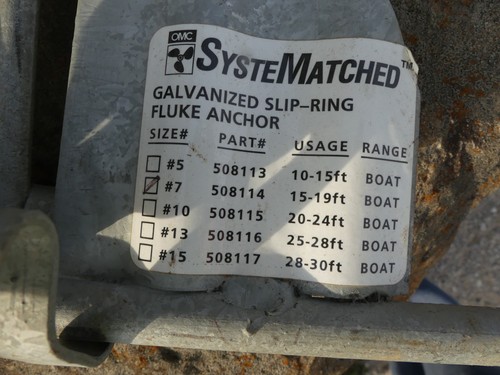 OMC
SYSTEMATCHED™
GALVANIZED SLIP-RING
FLUKE ANCHOR
SIZE# PART# USAGE RANGE
#5 508113 10-15ft BOAT
#7 508114 15-19ft BOAT
#10 508115 20-24ft BOAT
#13 508116 25-28ft BOAT
#15 508117 28-30ft BOAT